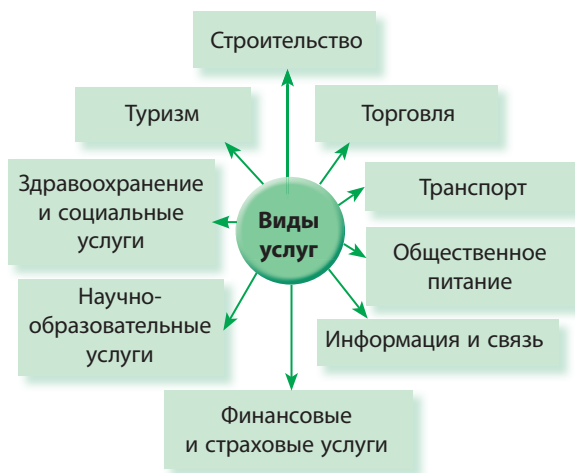 Строительство
Туризм
Торговля
Здравоохранение
и социальные
услуги
Транспорт
Виды
услуг
Общественное
питание
Научно-
образовательные
услуги
Информация и связь
Финансовые
и страховые услуги